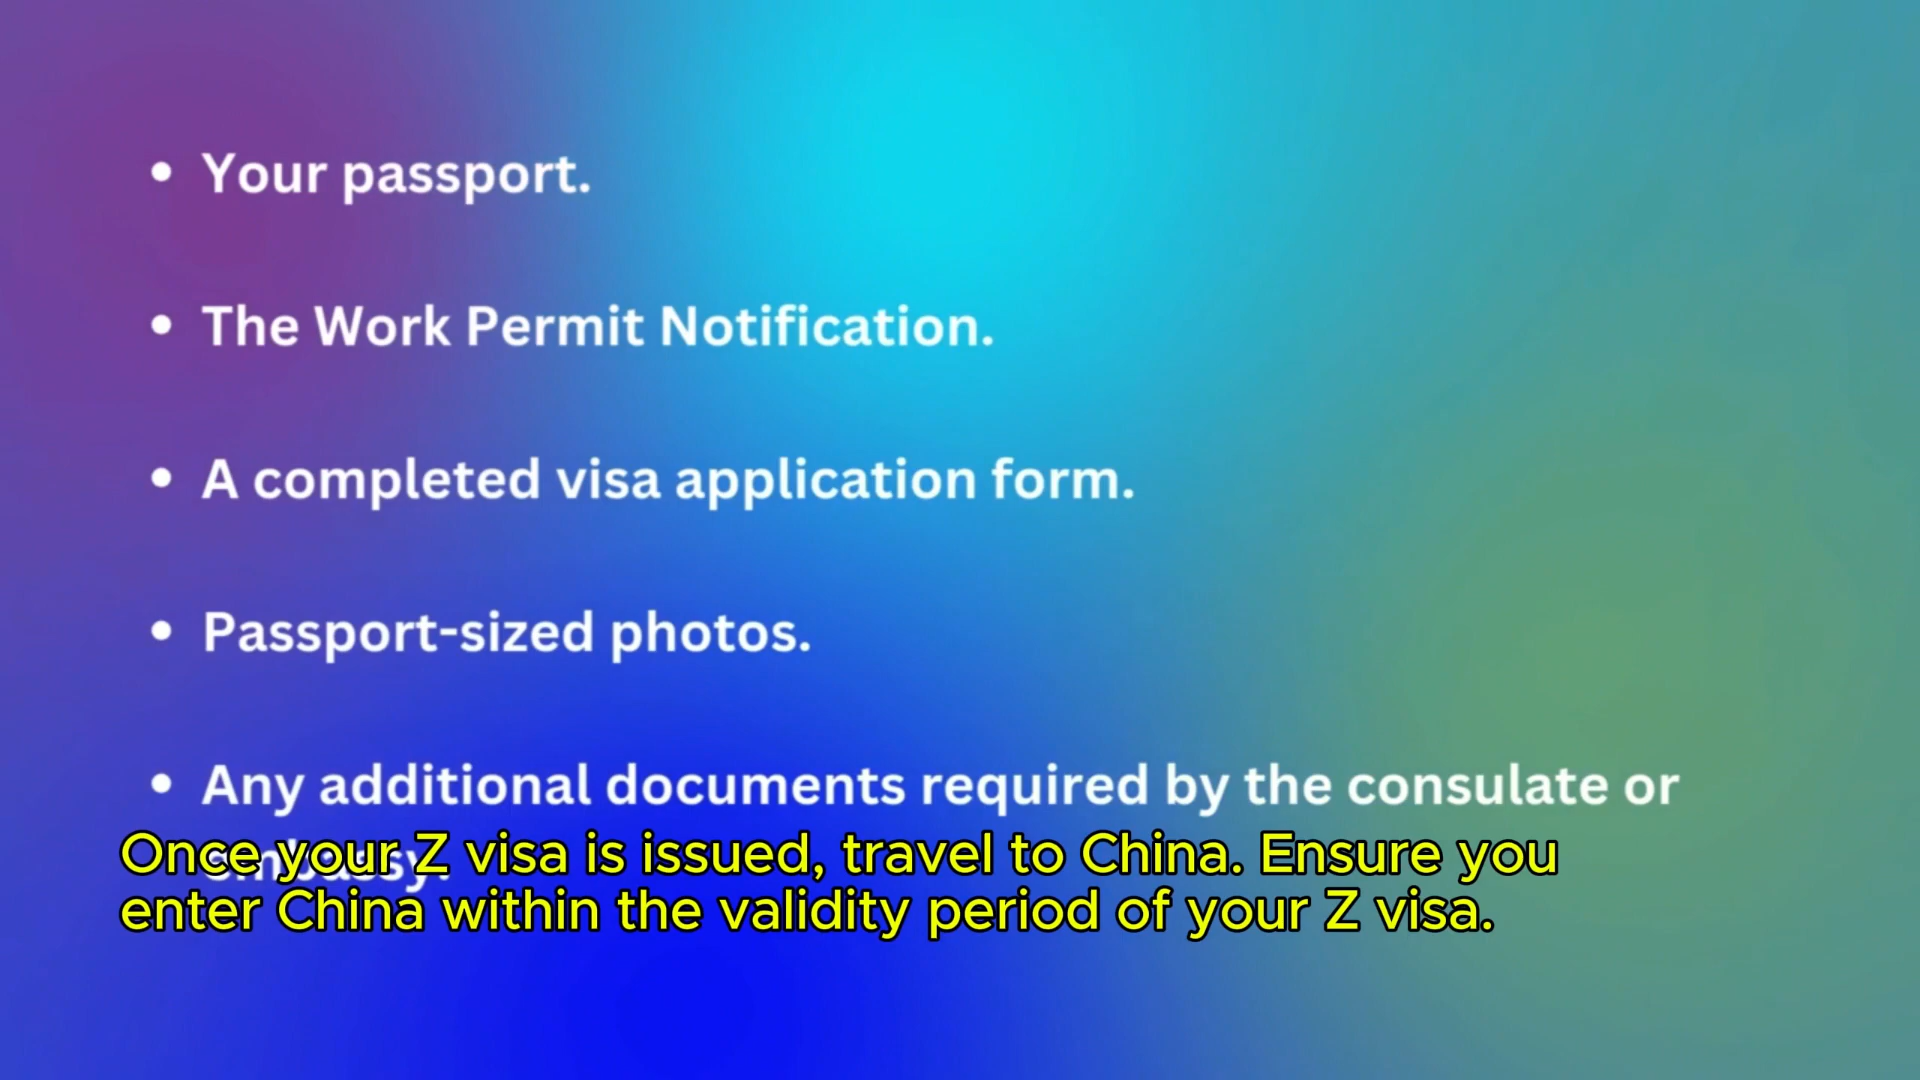 • Your passport.
• The Work Permit Notification.
• A completed visa application form.
• Passport-sized photos.
• Any additional documents required by the consulate or
embassy.
Once your Z visa is issued, travel to China. Ensure you
enter China within the validity period of your Z visa.